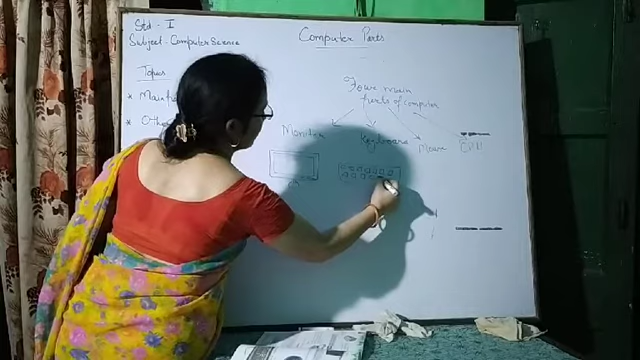 Std - I
Subject - Computer Science
Computer Parts
Topics
Four main
parts of computer
* Main
* Oth
Monitor
Keyboard
Mouse
CPU